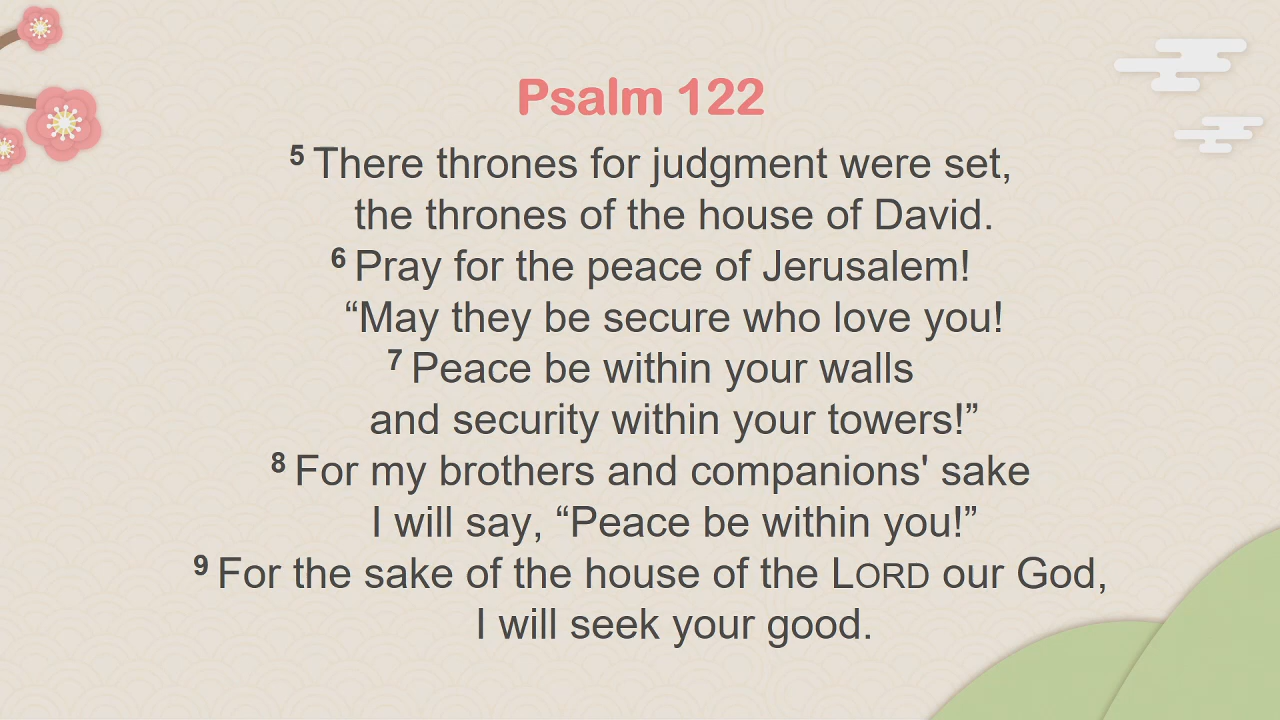 Psalm 122
5 There thrones for judgment were set,
the thrones of the house of David.
6 Pray for the peace of Jerusalem!
“May they be secure who love you!
7 Peace be within your walls
and security within your towers!”
8 For my brothers and companions' sake
I will say, “Peace be within you!”
9 For the sake of the house of the LORD our God,
I will seek your good.